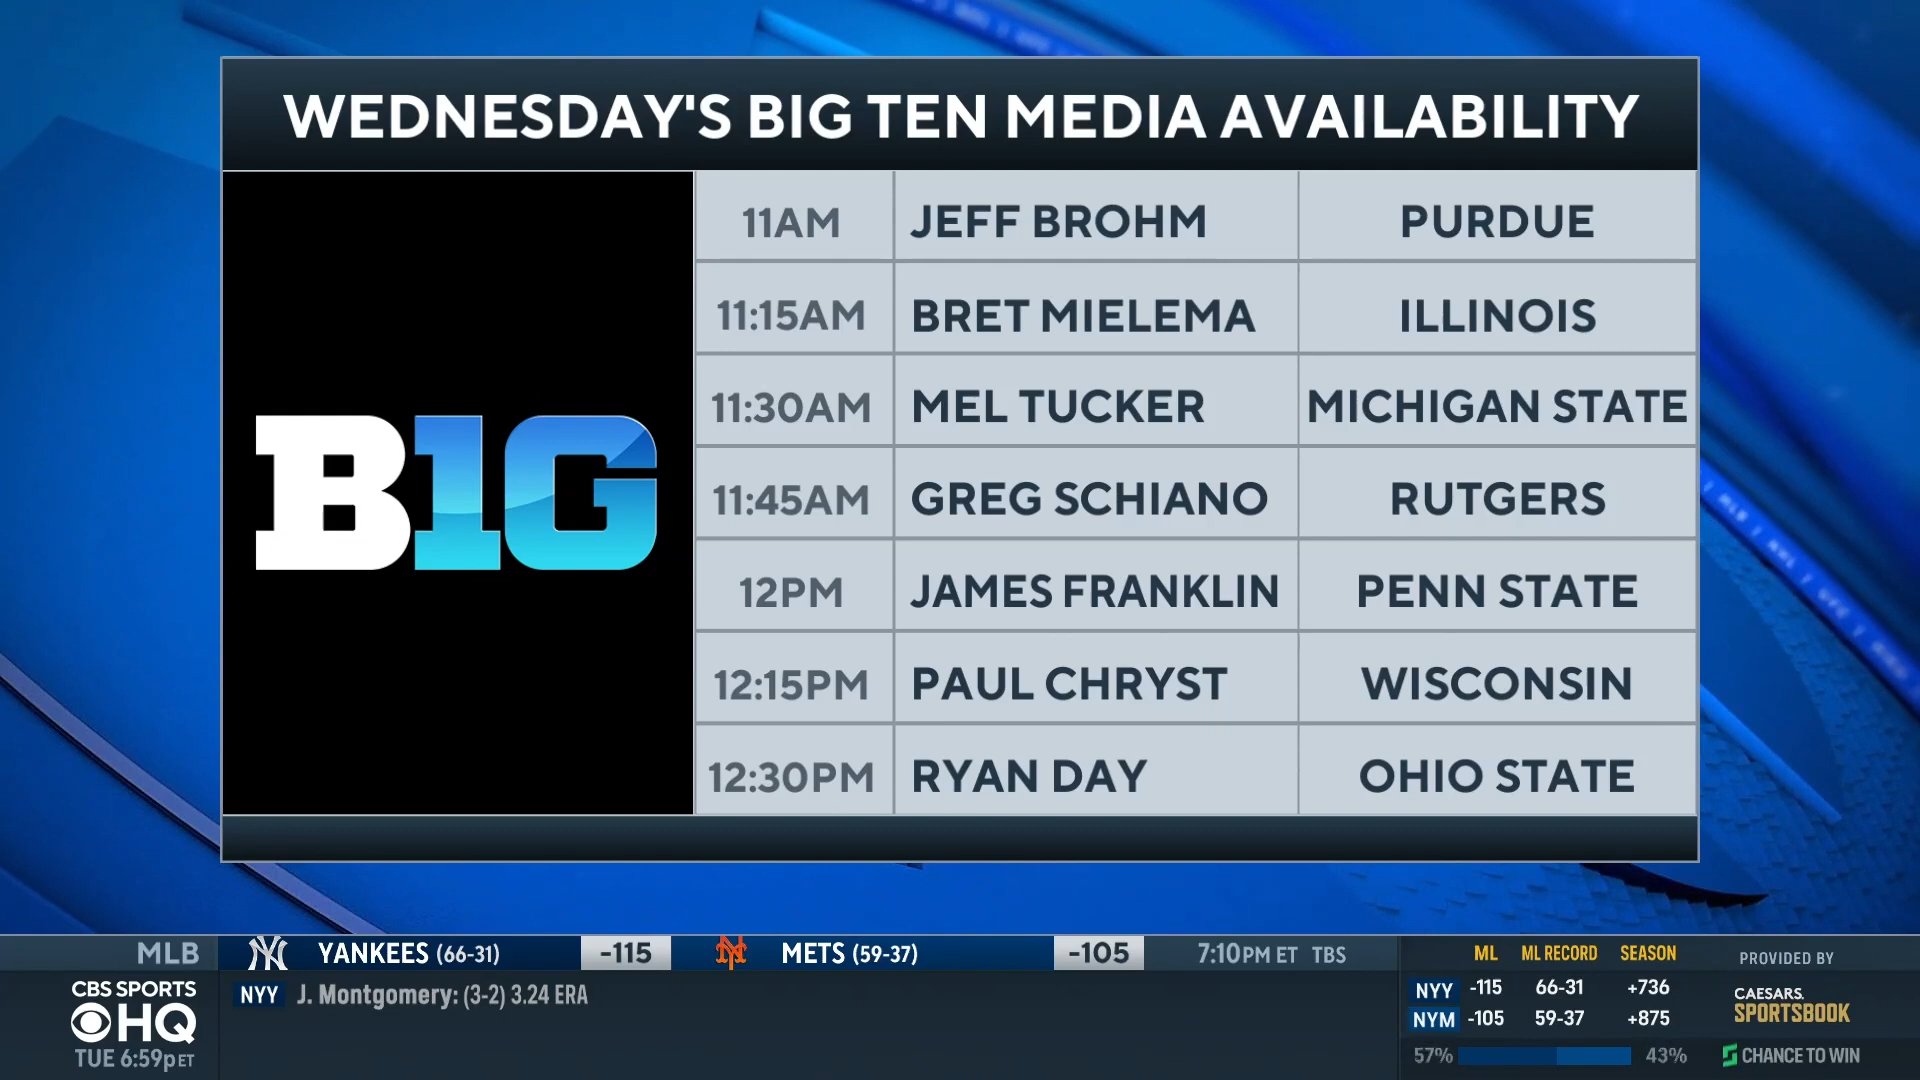 WEDNESDAY'S BIG TEN MEDIA AVAILABILITY
B1G
11AM JEFF BROHM PURDUE
11:15AM BRET MIELEMA ILLINOIS
11:30AM MEL TUCKER MICHIGAN STATE
11:45AM GREG SCHIANO RUTGERS
12PM JAMES FRANKLIN PENN STATE
12:15PM PAUL CHRYST WISCONSIN
12:30PM RYAN DAY OHIO STATE
MLB NY YANKEES (66-31) -115 NY METS (59-37) -105 7:10PM ET TBS
NYY J. Montgomery: (3-2) 3.24 ERA
CBS SPORTS
HQ
TUE 6:59pET
ML ML RECORD SEASON
NYY -115 66-31 +736
NYM -105 59-37 +875
57% 43%
PROVIDED BY
CAESARS
SPORTSBOOK
CHANCE TO WIN